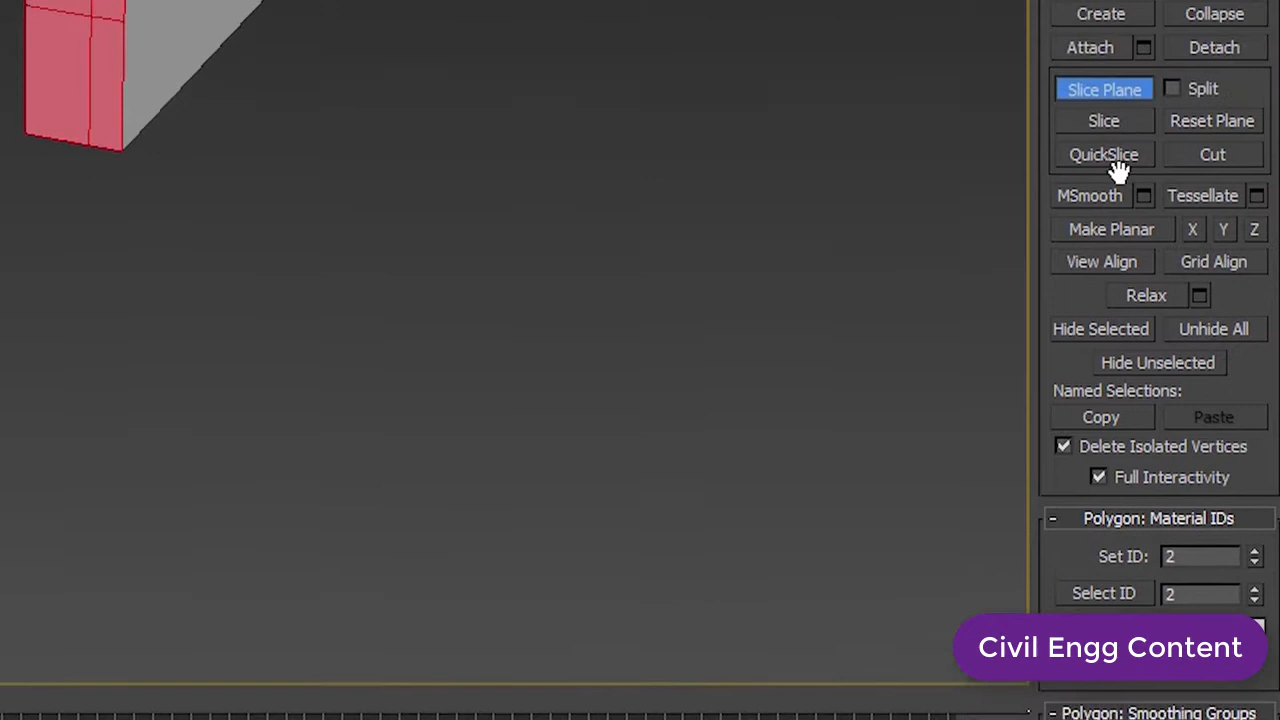 Create Collapse
Attach Detach
Slice Plane Split
Slice Reset Plane
QuickSlice Cut
MSmooth Tessellate
Make Planar X Y Z
View Align Grid Align
Relax
Hide Selected Unhide All
Hide Unselected
Named Selections:
Copy Paste
Delete Isolated Vertices
Full Interactivity
- Polygon: Material IDs
Set ID: 2
Select ID 2
Civil Engg Content
- Polygon: Smoothing Groups